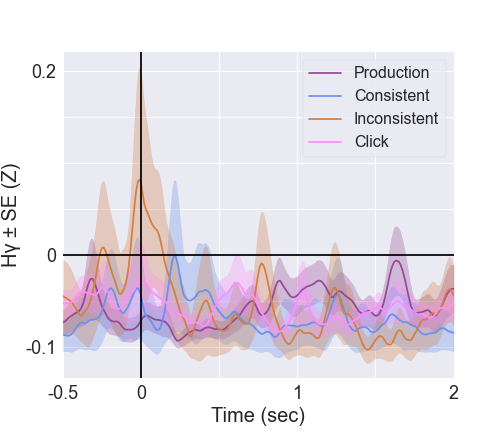 Production
Consistent
Inconsistent
Click
0.2
0
-0.1
Hγ ± SE (Z)
-0.5 0 1 2
Time (sec)